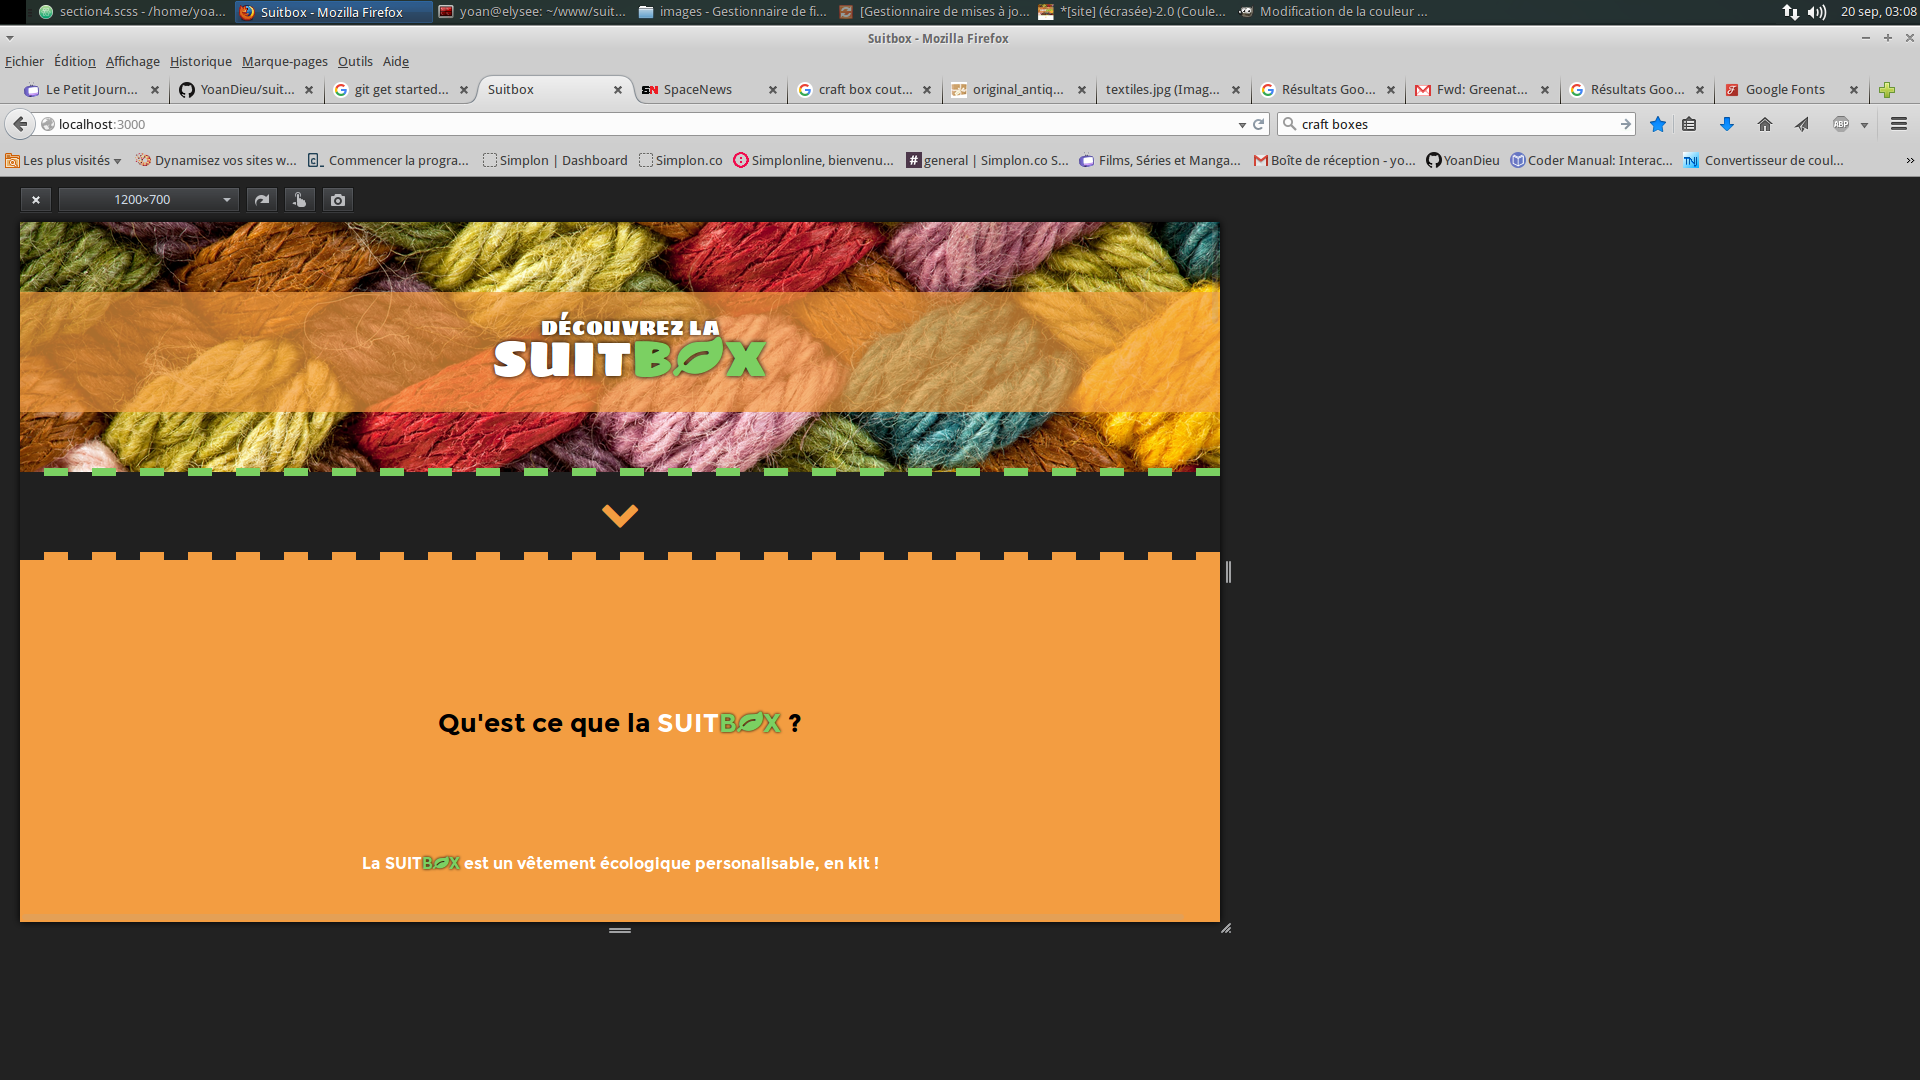 section4.scss - /home/yoa...
Suitbox - Mozilla Firefox
yoan@elysee: ~/www/suit...
images - Gestionnaire de fi...
[Gestionnaire de mises à jo...
*[site] (écrasée)-2.0 (Coule...
Modification de la couleur ...
20 sep, 03:08
Suitbox - Mozilla Firefox
Fichier Édition Affichage Historique Marque-pages Outils Aide
Le Petit Journ...
YoanDieu/suit...
git get started...
Suitbox
SN SpaceNews
craft box cout...
original_antiq...
textiles.jpg (Imag...
Résultats Goo...
Fwd: Greenat...
Résultats Goo...
Google Fonts
localhost:3000
craft boxes
ABP
Les plus visités
Dynamisez vos sites w...
Commencer la progra...
Simplon | Dashboard
Simplon.co
Simplonline, bienvenu...
general | Simplon.co S...
Films, Séries et Manga...
Boîte de réception - yo...
YoanDieu
Coder Manual: Interac...
Convertisseur de coul...
»
1200×700
DÉCOUVREZ LA
SUITBOX
Qu'est ce que la SUITBOX ?
La SUITBOX est un vêtement écologique personalisable, en kit !